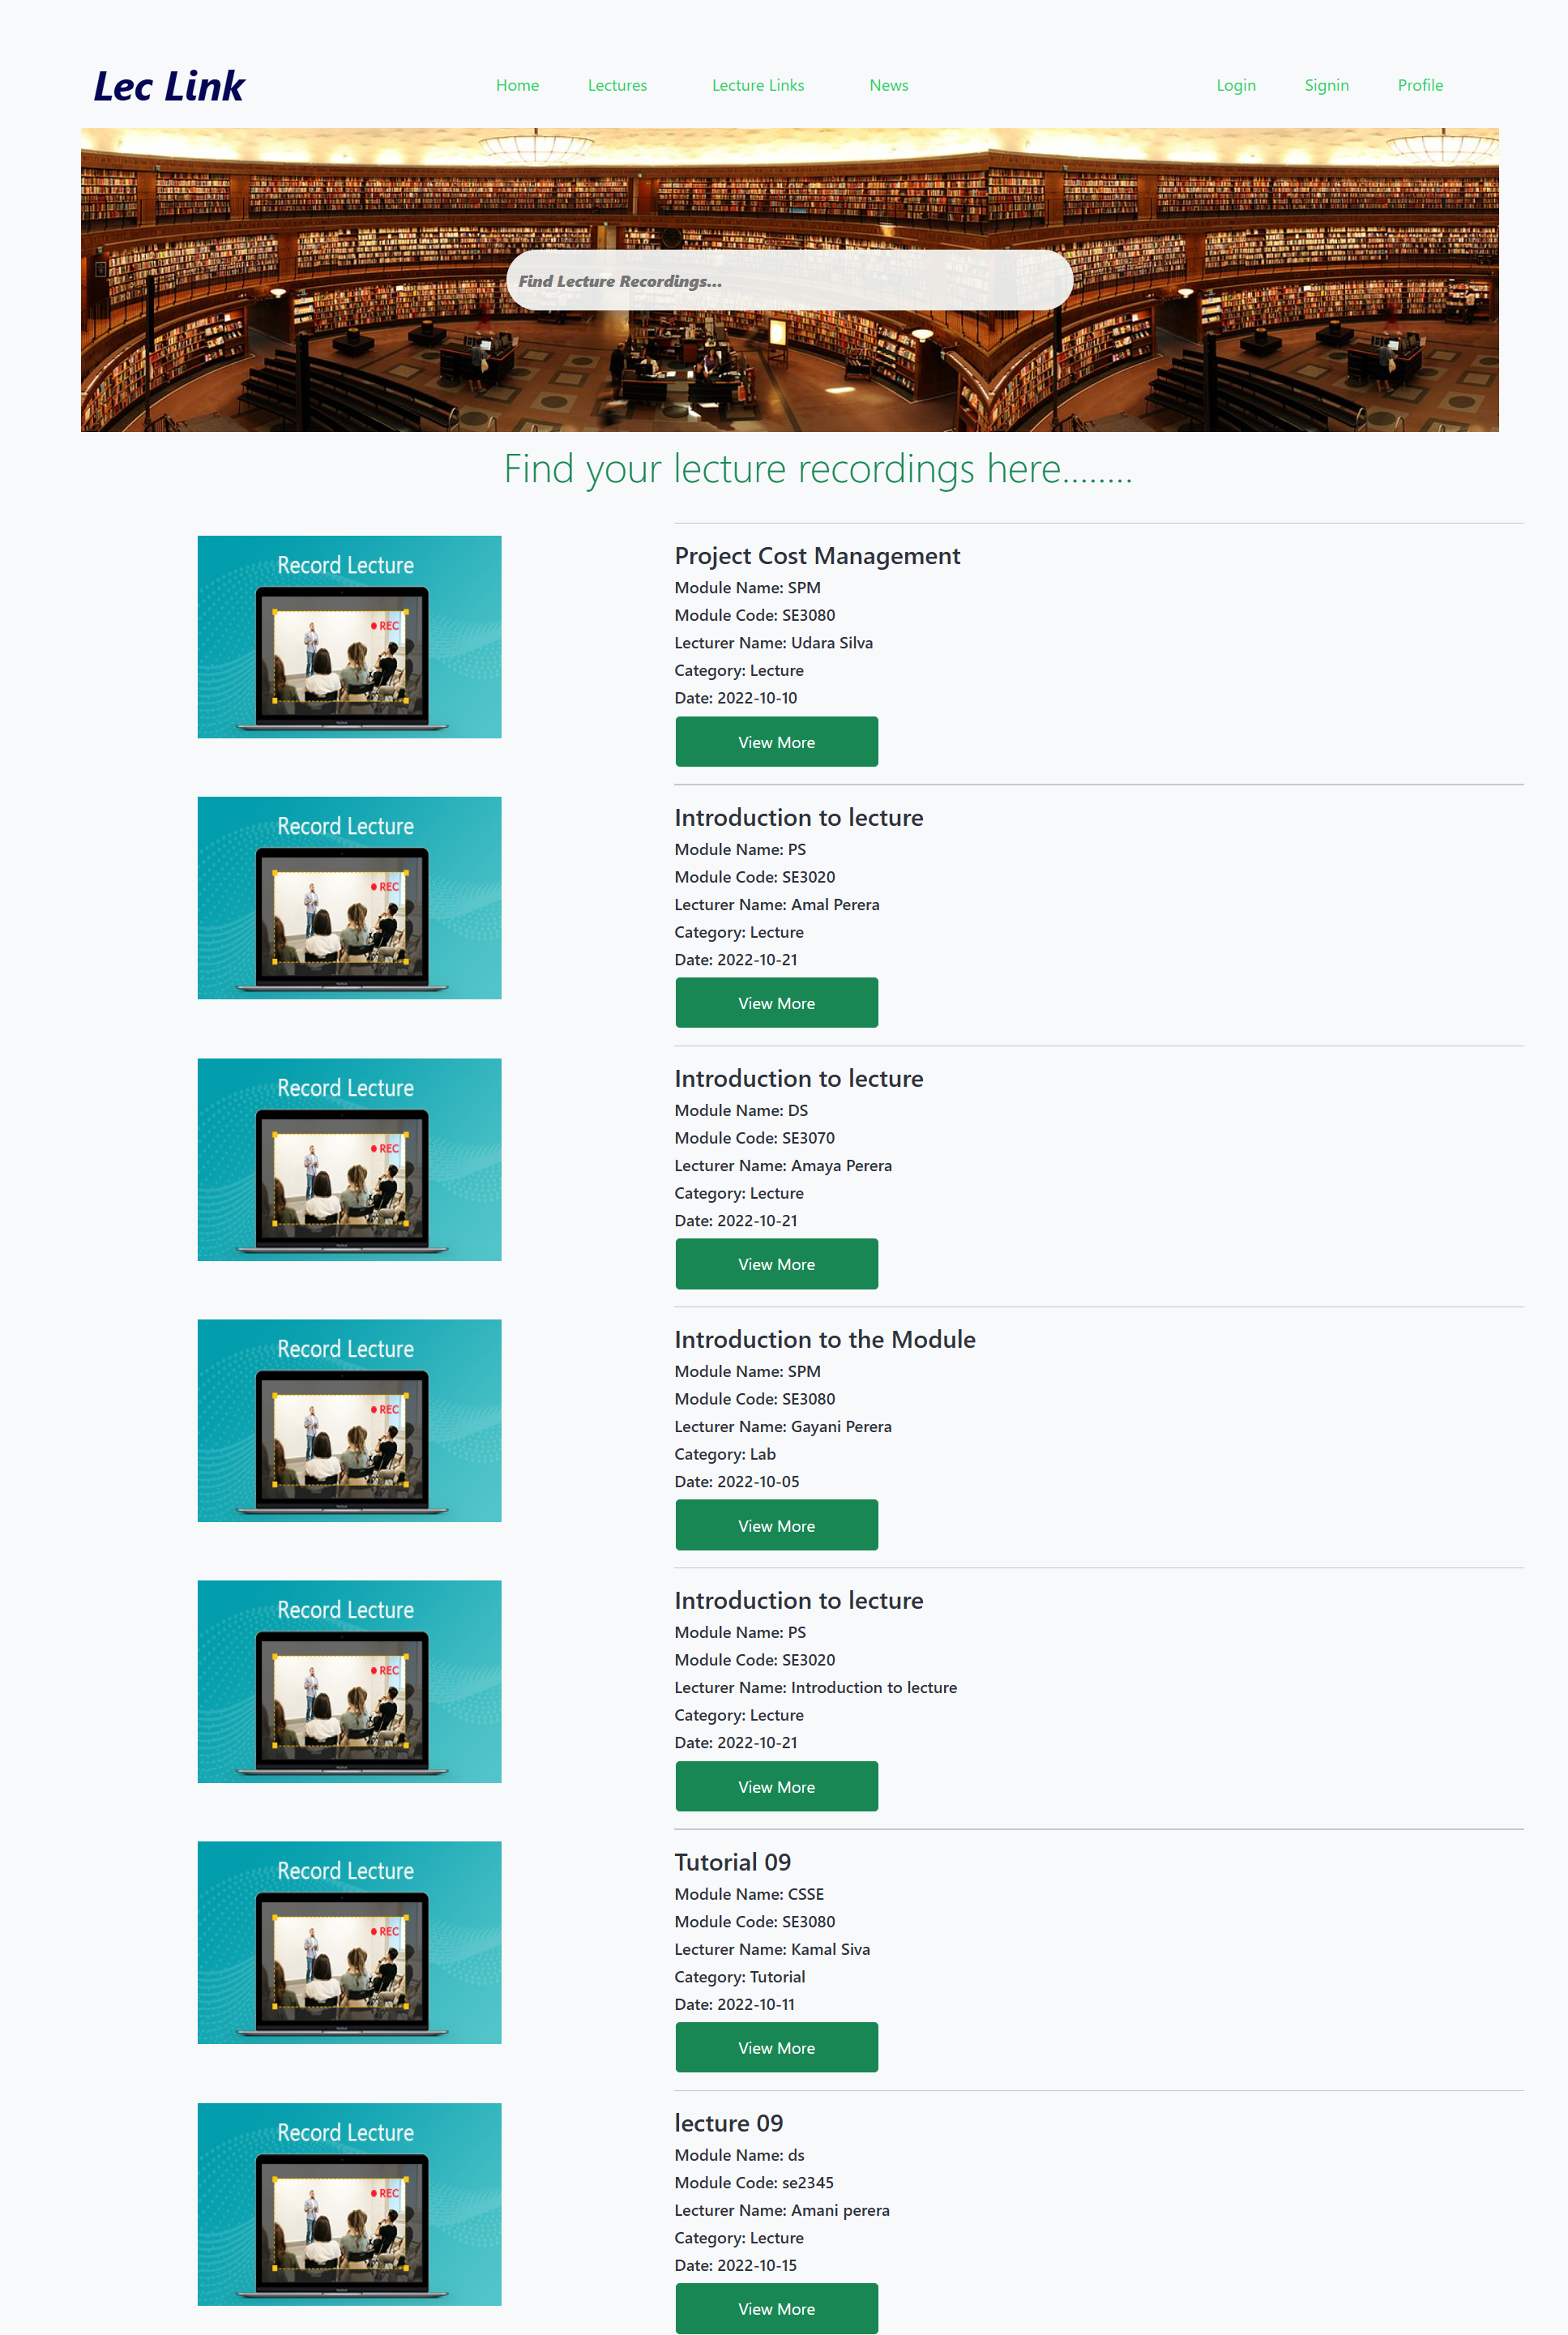 Lec Link
Home Lectures Lecture Links News Login Signin Profile
Find Lecture Recordings...
Find your lecture recordings here........
Record Lecture
REC
Project Cost Management
Module Name: SPM
Module Code: SE3080
Lecturer Name: Udara Silva
Category: Lecture
Date: 2022-10-10
View More
Record Lecture
REC
Introduction to lecture
Module Name: PS
Module Code: SE3020
Lecturer Name: Amal Perera
Category: Lecture
Date: 2022-10-21
View More
Record Lecture
REC
Introduction to lecture
Module Name: DS
Module Code: SE3070
Lecturer Name: Amaya Perera
Category: Lecture
Date: 2022-10-21
View More
Record Lecture
REC
Introduction to the Module
Module Name: SPM
Module Code: SE3080
Lecturer Name: Gayani Perera
Category: Lab
Date: 2022-10-05
View More
Record Lecture
REC
Introduction to lecture
Module Name: PS
Module Code: SE3020
Lecturer Name: Introduction to lecture
Category: Lecture
Date: 2022-10-21
View More
Record Lecture
REC
Tutorial 09
Module Name: CSSE
Module Code: SE3080
Lecturer Name: Kamal Siva
Category: Tutorial
Date: 2022-10-11
View More
Record Lecture
REC
lecture 09
Module Name: ds
Module Code: se2345
Lecturer Name: Amani perera
Category: Lecture
Date: 2022-10-15
View More